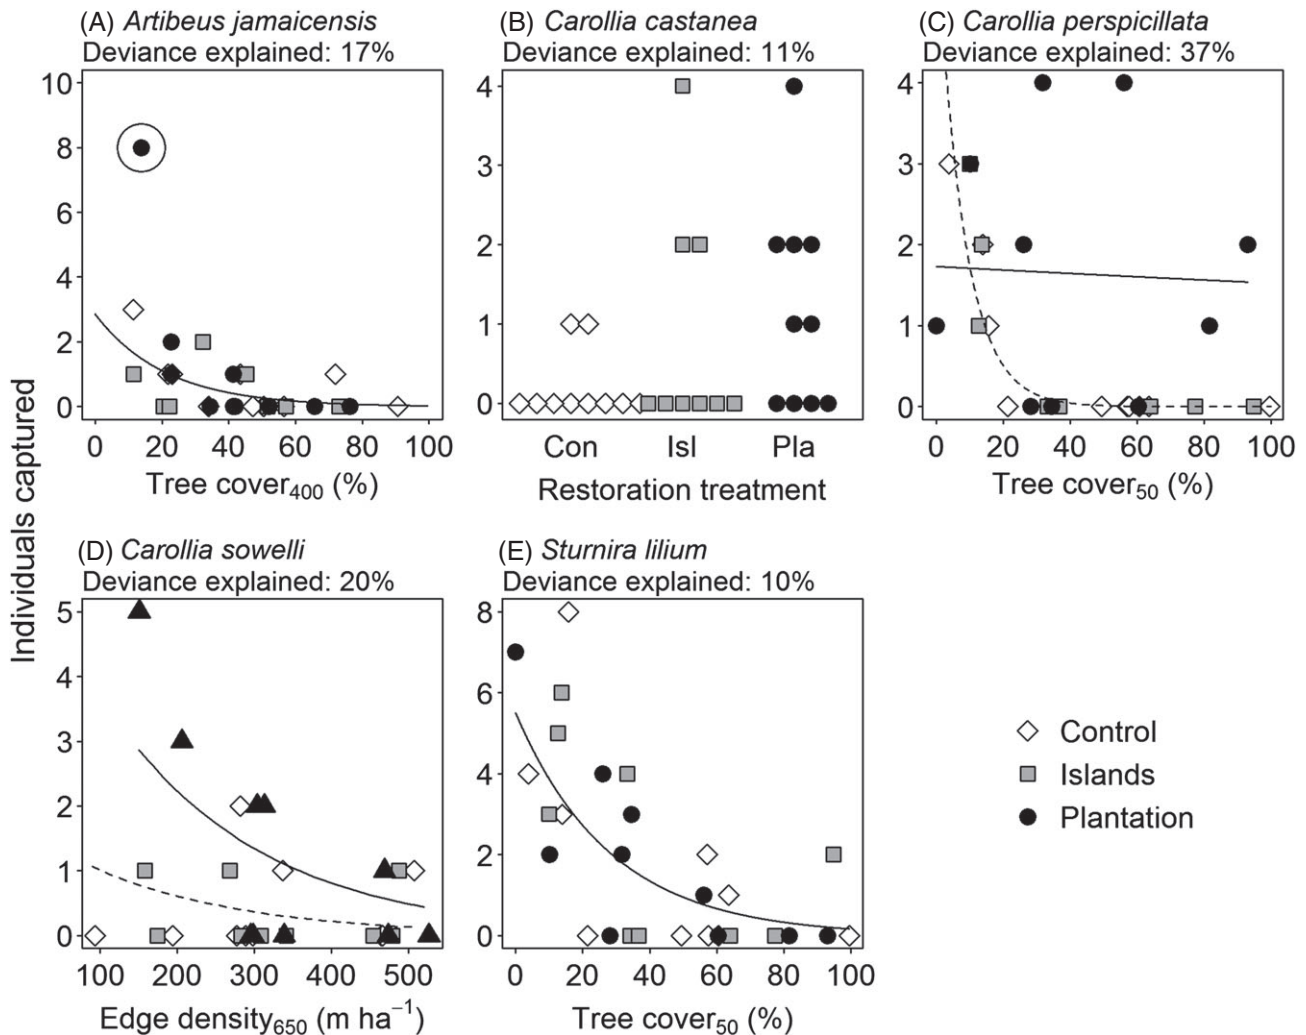 (A) Artibeus jamaicensis
Deviance explained: 17%
10
8
6
4
2
0
0 20 40 60 80 100
Tree cover400 (%)
(B) Carollia castanea
Deviance explained: 11%
4
3
2
1
0
Con Isl Pla
Restoration treatment
(C) Carollia perspicillata
Deviance explained: 37%
4
3
2
1
0
0 20 40 60 80 100
Tree cover50 (%)
Individuals captured
(D) Carollia sowelli
Deviance explained: 20%
5
4
3
2
1
0
100 200 300 400 500
Edge density650 (m ha−1)
(E) Sturnira lilium
Deviance explained: 10%
8
6
4
2
0
0 20 40 60 80 100
Tree cover50 (%)
Control
Islands
Plantation